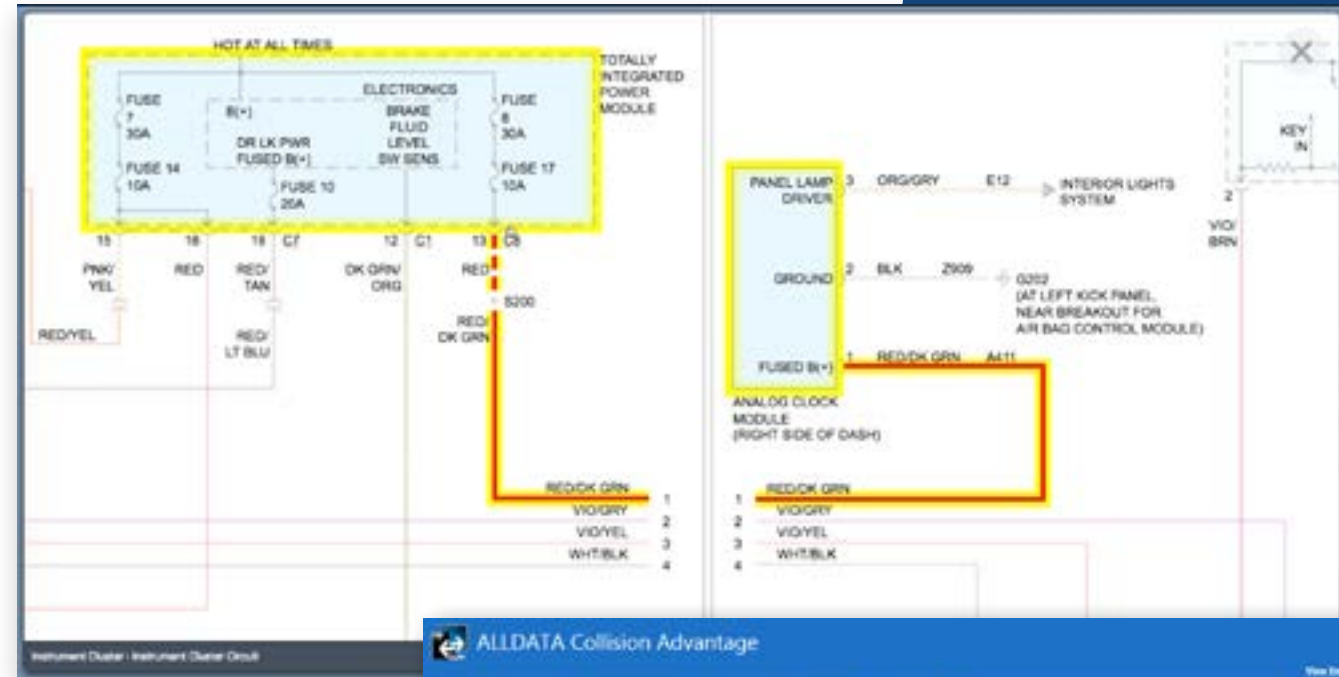 HOT AT ALL TIMES
TOTALLY
INTEGRATED
POWER
MODULE
FUSE
7
30A
FUSE 14
10A
B(+)
ELECTRONICS
BRAKE
FLUID
LEVEL
SW SENS
DR LK PWR
FUSED B(+)
FUSE 10
20A
FUSE
30A
FUSE 17
10A
15
16
12 C1
13
PNK/
YEL
RED
RED/
TAN
DK GRN/
ORG
RED
S200
RED/
DK GRN
RED/YEL
RED/
LT BLU
RED/DK GRN 1
VIO/GRY 2
VIO/YEL 3
WHT/BLK 4
PANEL LAMP
DRIVER
3 ORG/GRY E12
INTERIOR LIGHTS
SYSTEM
GROUND
2 BLK Z909
G202
(AT LEFT KICK PANEL,
NEAR BREAKOUT FOR
AIR BAG CONTROL MODULE)
FUSED B(+)
1 RED/DK GRN A411
ANALOG CLOCK
MODULE
(RIGHT SIDE OF DASH)
1 RED/DK GRN
2 VIO/GRY
3 VIO/YEL
4 WHT/BLK
KEY
IN
2
VIO/
BRN
Instrument Cluster - Instrument Cluster Circuit
ALLDATA Collision Advantage